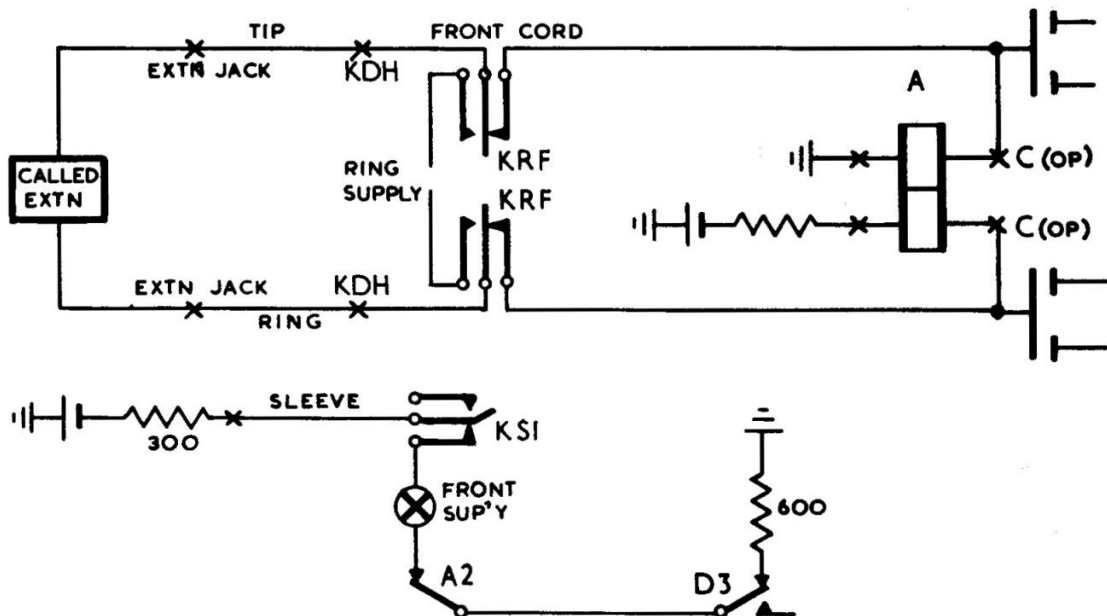 TIP
FRONT CORD
EXTN JACK
KDH
A
CALLED
EXTN
RING
SUPPLY
KRF
KRF
C(OP)
C(OP)
EXTN JACK
KDH
RING
SLEEVE
300
KS1
FRONT
SUP'Y
600
A2
D3